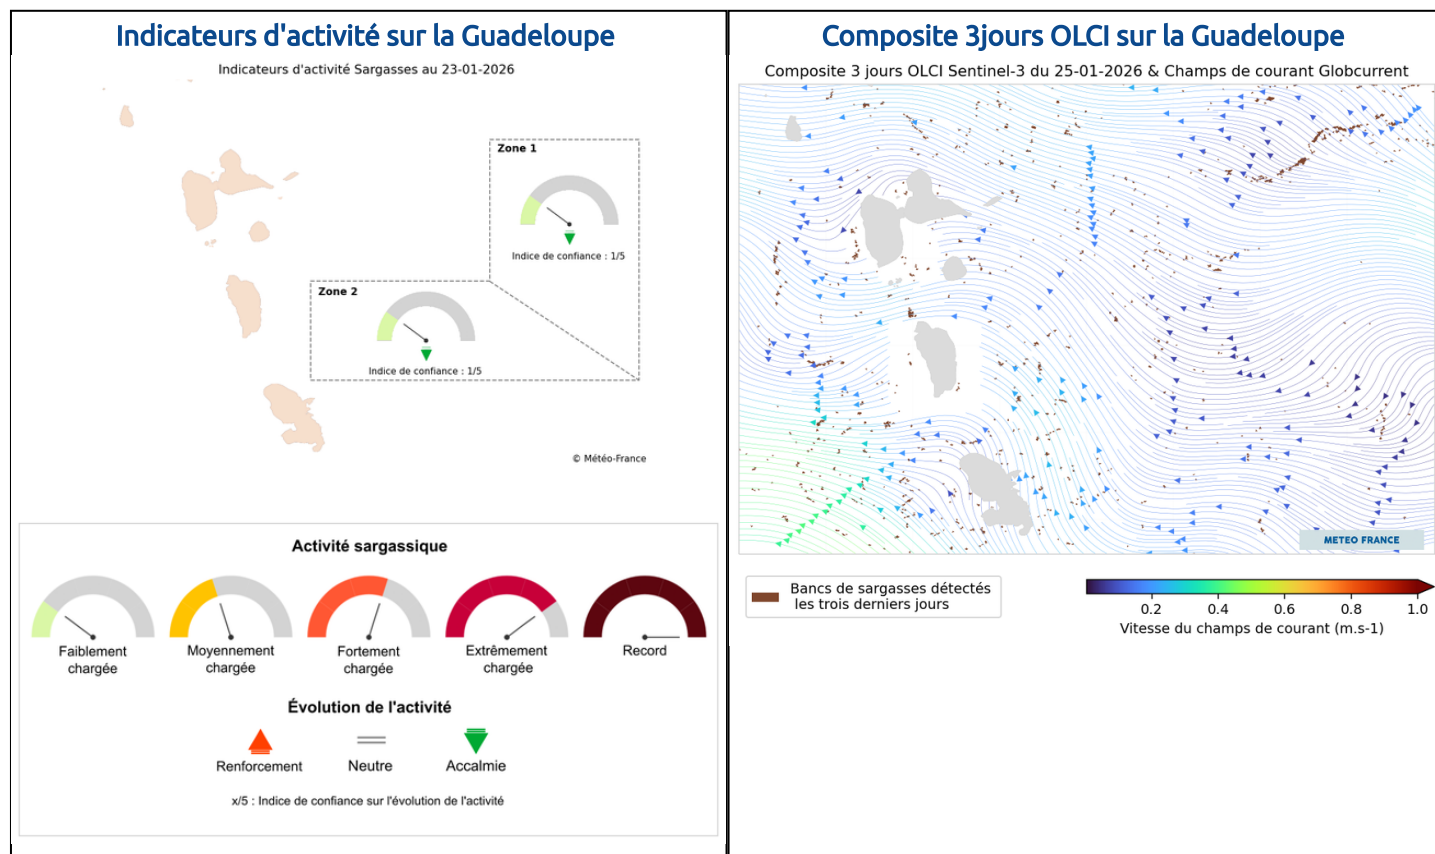 Indicateurs d'activité sur la Guadeloupe
Indicateurs d'activité Sargasses au 23-01-2026
Zone 1
Indice de confiance : 1/5
Zone 2
Indice de confiance : 1/5
© Météo-France
Activité sargassique
Faiblement
chargée
Moyennement
chargée
Fortement
chargée
Extrêmement
chargée
Record
Évolution de l'activité
Renforcement
Neutre
Accalmie
x/5 : Indice de confiance sur l'évolution de l'activité
Composite 3jours OLCI sur la Guadeloupe
Composite 3 jours OLCI Sentinel-3 du 25-01-2026 & Champs de courant Globcurrent
METEO FRANCE
Bancs de sargasses détectés
les trois derniers jours
0.2 0.4 0.6 0.8 1.0
Vitesse du champs de courant (m.s-1)